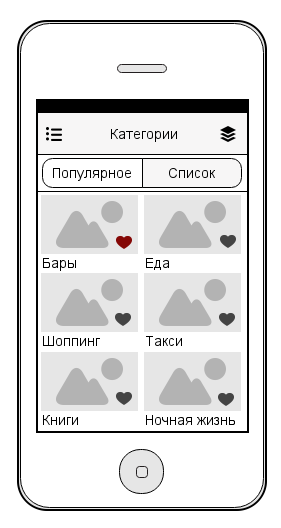 Категории
Популярное Список
Бары Еда
Шоппинг Такси
Книги Ночная жизнь